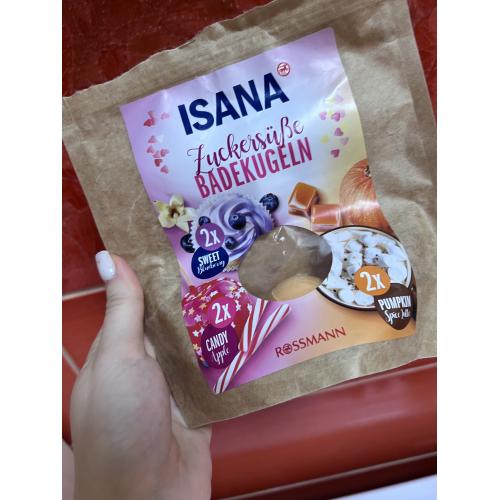 ISANA
Zuckersüße
BADEKUGELN
2x
SWEET
Blueberry
2x
CANDY
Apple
2x
PUMPKIN
Spice Latte
ROSSMANN